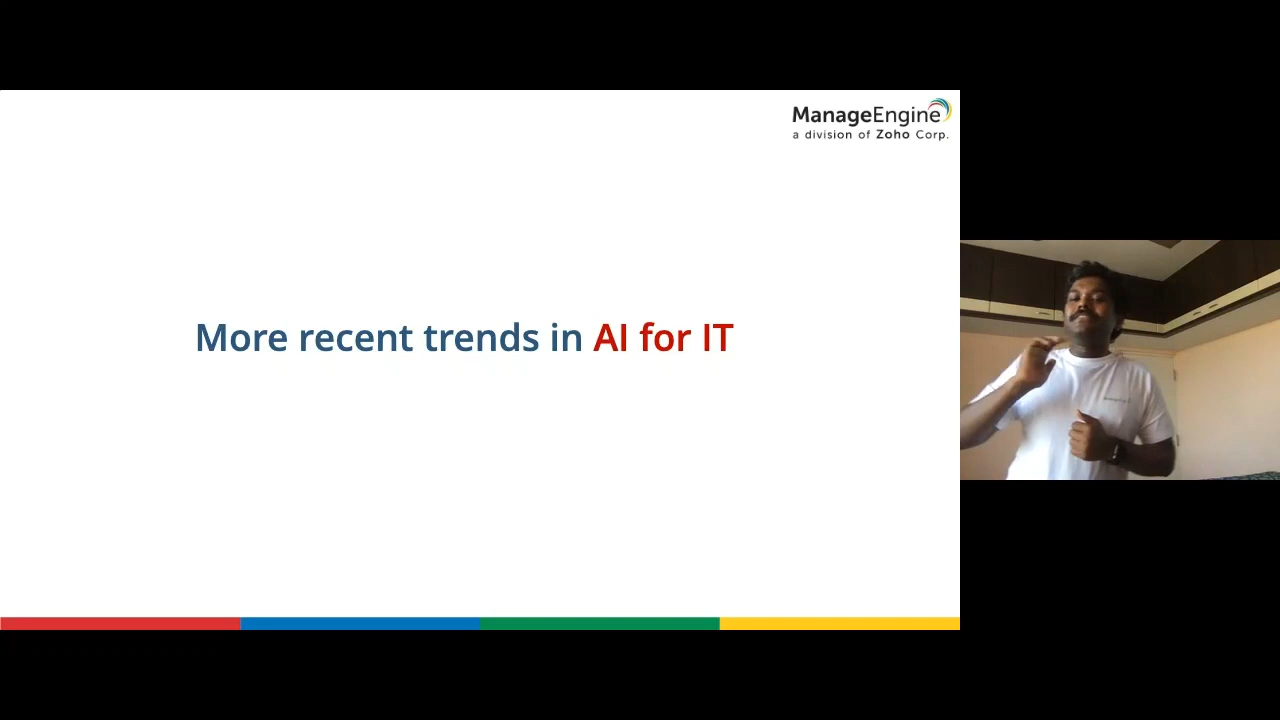 ManageEngine
a division of Zoho Corp.
More recent trends in AI for IT